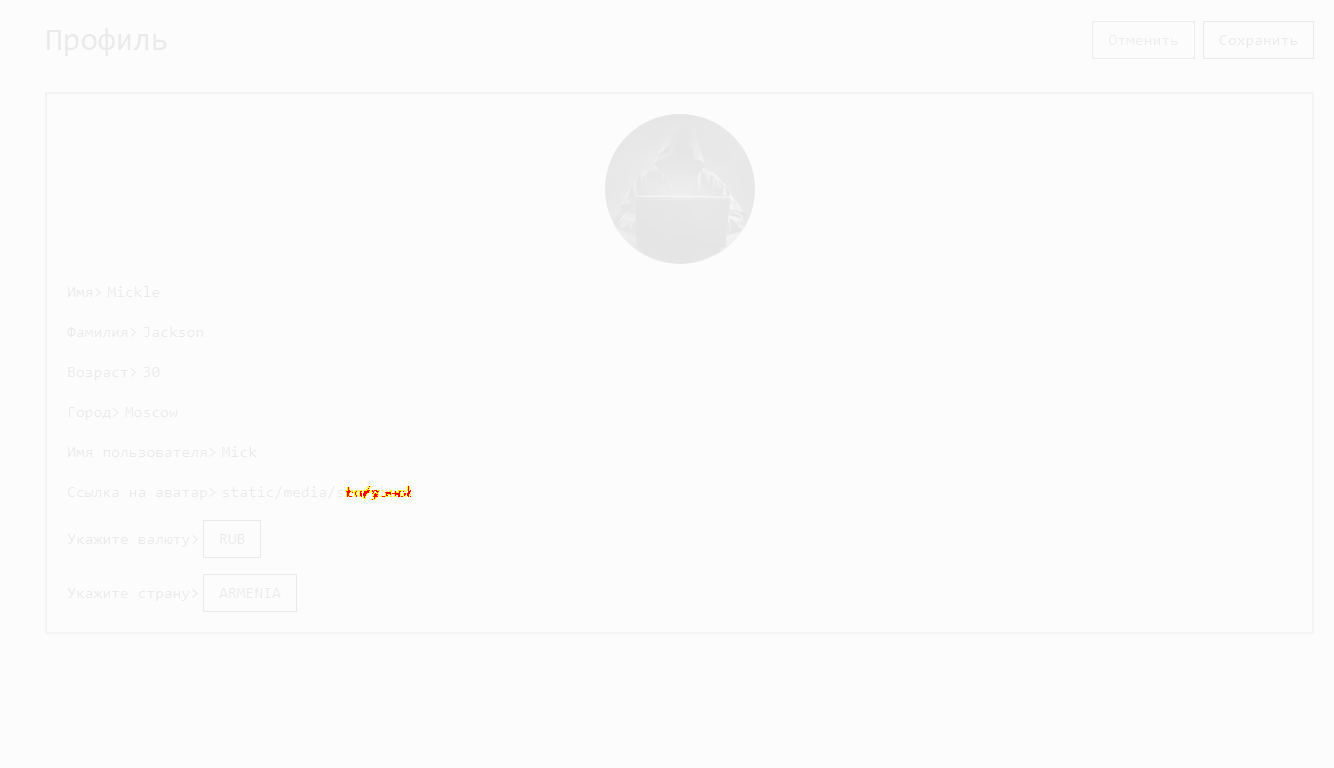 Профиль
Отменить
Сохранить
Имя> Mickle
Фамилия> Jackson
Возраст> 30
Город> Moscow
Имя пользователя> Mick
Ссылка на аватар> static/media/
Укажите валюту> RUB
Укажите страну> ARMENIA